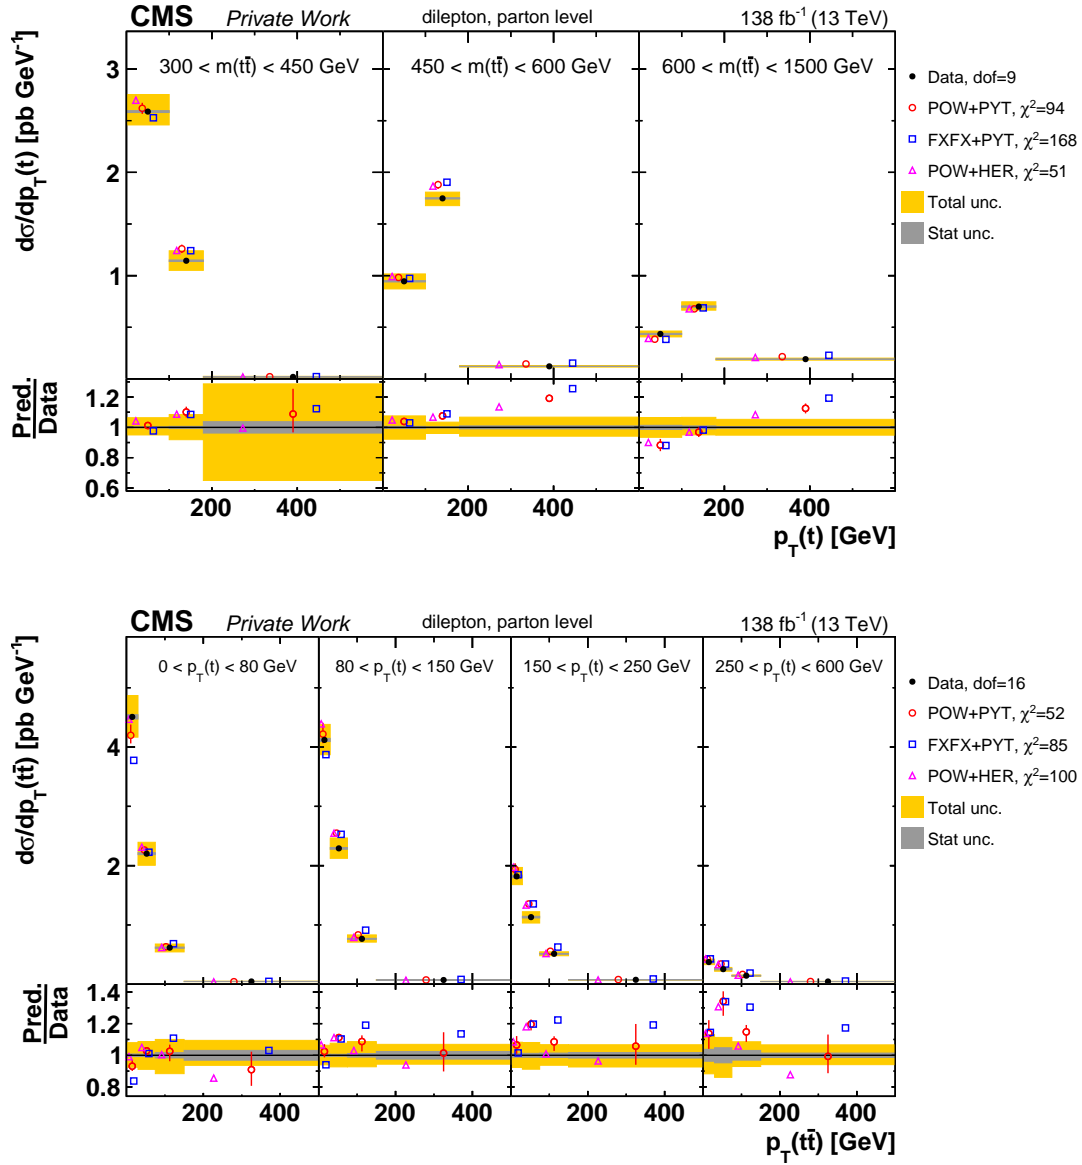 CMS Private Work dilepton, parton level 138 fb⁻¹ (13 TeV)
dσ/dp_T(t) [pb GeV⁻¹]
300 < m(tt̄) < 450 GeV 450 < m(tt̄) < 600 GeV 600 < m(tt̄) < 1500 GeV
3
2
1
Data, dof=9
POW+PYT, χ²=94
FXFX+PYT, χ²=168
POW+HER, χ²=51
Total unc.
Stat unc.
Pred.
Data
1.2
1.0
0.8
0.6
200 400 200 400 200 400
p_T(t) [GeV]
CMS Private Work dilepton, parton level 138 fb⁻¹ (13 TeV)
dσ/dp_T(tt̄) [pb GeV⁻¹]
0 < p_T(t) < 80 GeV 80 < p_T(t) < 150 GeV 150 < p_T(t) < 250 GeV 250 < p_T(t) < 600 GeV
4
2
Data, dof=16
POW+PYT, χ²=52
FXFX+PYT, χ²=85
POW+HER, χ²=100
Total unc.
Stat unc.
Pred.
Data
1.4
1.2
1.0
0.8
200 400 200 400 200 400 200 400
p_T(tt̄) [GeV]